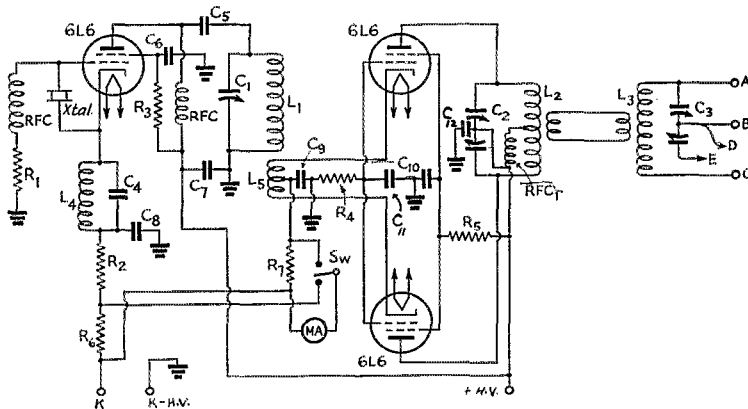 6L6
C5
6L6
C6
Xtal.
R3
RFC
C1
L1
C2
L2
L3
C3
A
B
D
E
C
RFC
R1
C12
RFC1
C7
L5
C9
R4
C10
C11
L4
C4
C8
R2
R7
Sw
R5
R6
MA
6L6
K
K-H.V.
+ H.V.